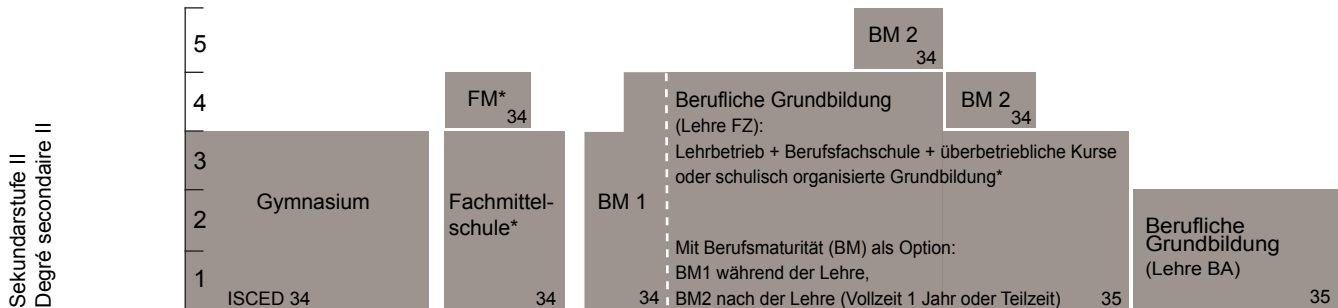 Sekundarstufe II
Degré secondaire II
5
4
3
2
1
BM 2
34
FM*
34
Berufliche Grundbildung
(Lehre FZ):
Lehrbetrieb + Berufsfachschule + überbetriebliche Kurse
oder schulisch organisierte Grundbildung*
BM 2
34
Gymnasium
ISCED 34
Fachmittel-
schule*
34
BM 1
34
Mit Berufsmaturität (BM) als Option:
BM1 während der Lehre,
BM2 nach der Lehre (Vollzeit 1 Jahr oder Teilzeit)
35
Berufliche
Grundbildung
(Lehre BA)
35